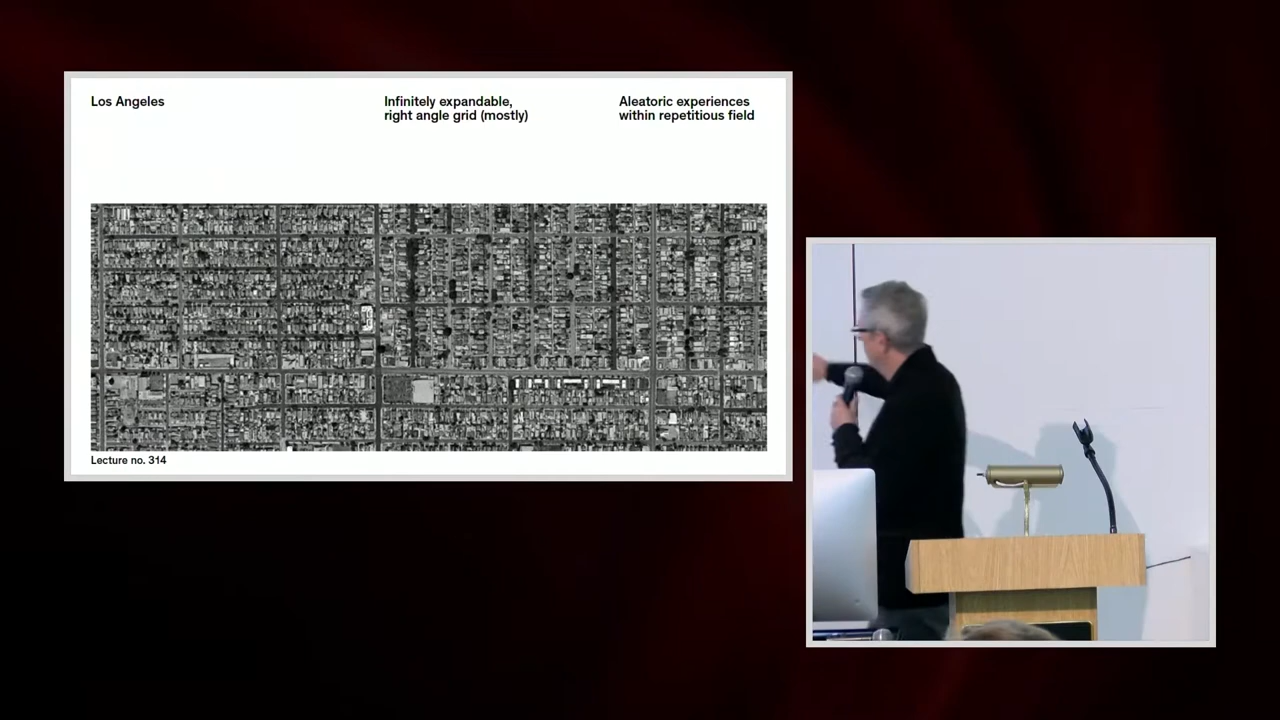 Los Angeles
Infinitely expandable,
right angle grid (mostly)
Aleatoric experiences
within repetitious field
Lecture no. 314